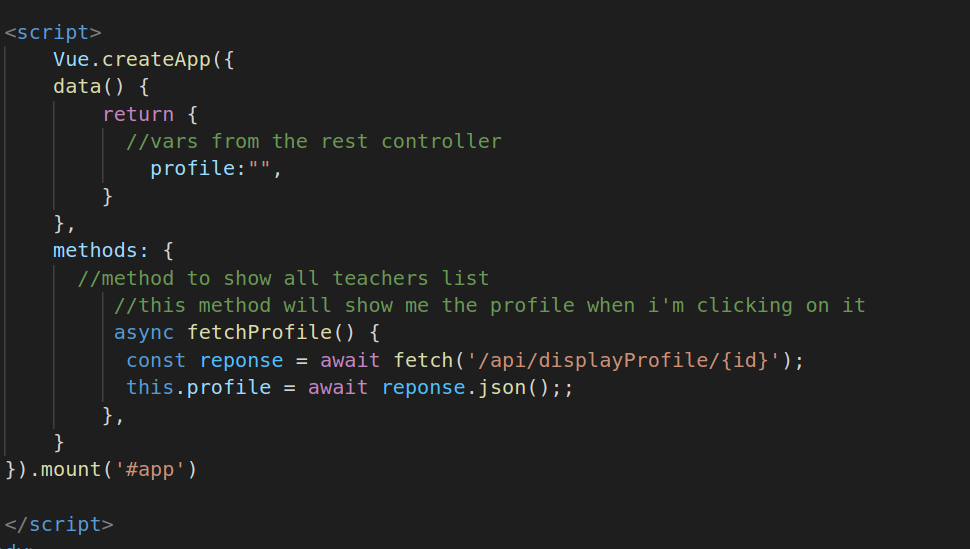 <script>
    Vue.createApp({
    data() {
        return {
          //vars from the rest controller
            profile:"",
        }
    },
    methods: {
      //method to show all teachers list
         //this method will show me the profile when i'm clicking on it
         async fetchProfile() {
          const reponse = await fetch('/api/displayProfile/{id}');
          this.profile = await reponse.json();;
        },
    }
}).mount('#app')

</script>